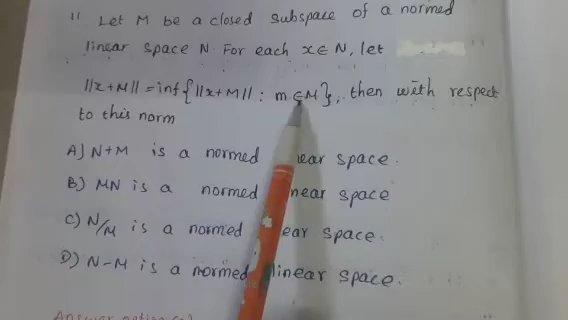 11 Let M be a closed subspace of a normed
linear space N. For each x∈N, let
||x+M|| = inf{||x+M|| : m∈M}, then with respect
to this norm
A) N+M is a normed ear space.
B) MN is a normed near space
C) N/M is a normed ear space.
D) N-M is a normed linear space.